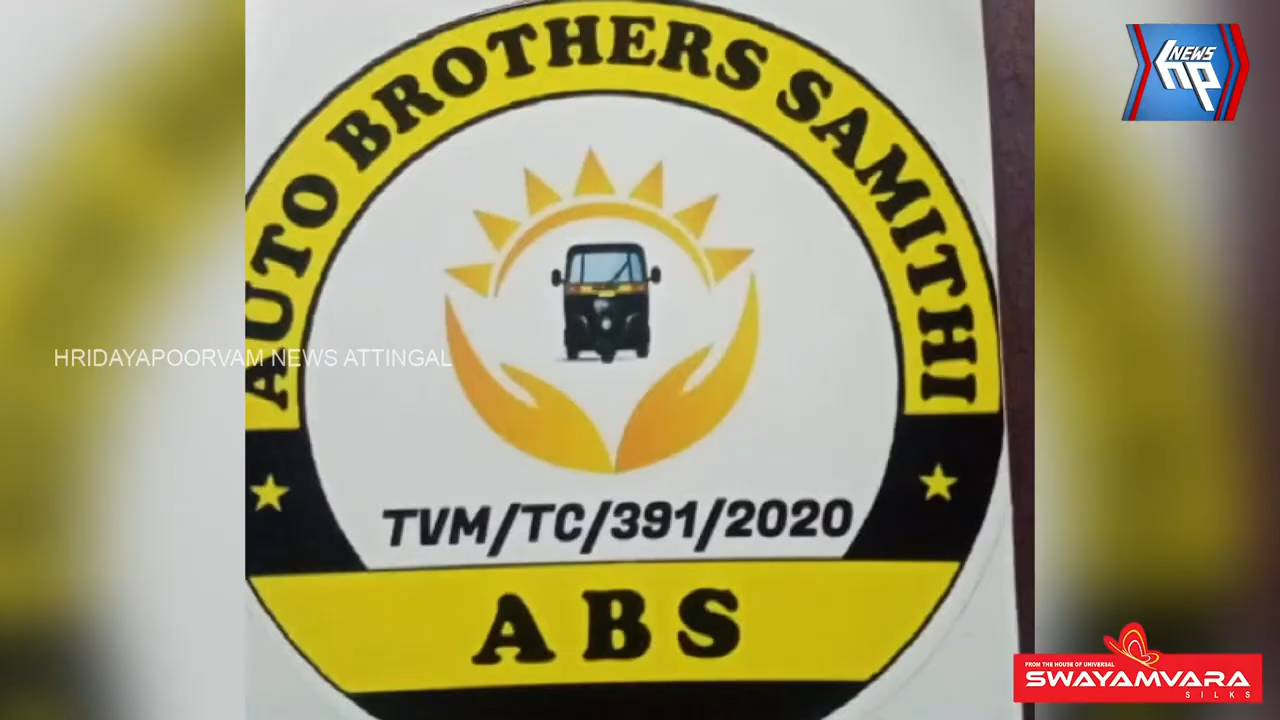 AUTO BROTHERS SAMITHI
NEWS
hp
HRIDAYAPOORVAM NEWS ATTINGAL
TVM/TC/391/2020
ABS
FROM THE HOUSE OF UNIVERSAL
SWAYAMVARA
SILKS